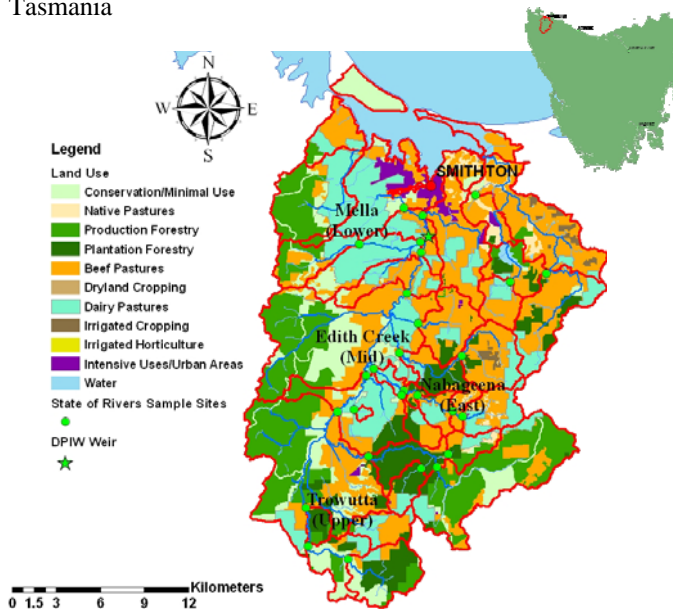 Tasmania
N
W E
S
Legend
Land Use
Conservation/Minimal Use
Native Pastures
Production Forestry
Plantation Forestry
Beef Pastures
Dryland Cropping
Dairy Pastures
Irrigated Cropping
Irrigated Horticulture
Intensive Uses/Urban Areas
Water
State of Rivers Sample Sites
DPIW Weir
SMITHTON
Mella
(Lower)
Edith Creek
(Mid)
Nabageena
(East)
Trowutta
(Upper)
Kilometers
0 1.5 3 6 9 12